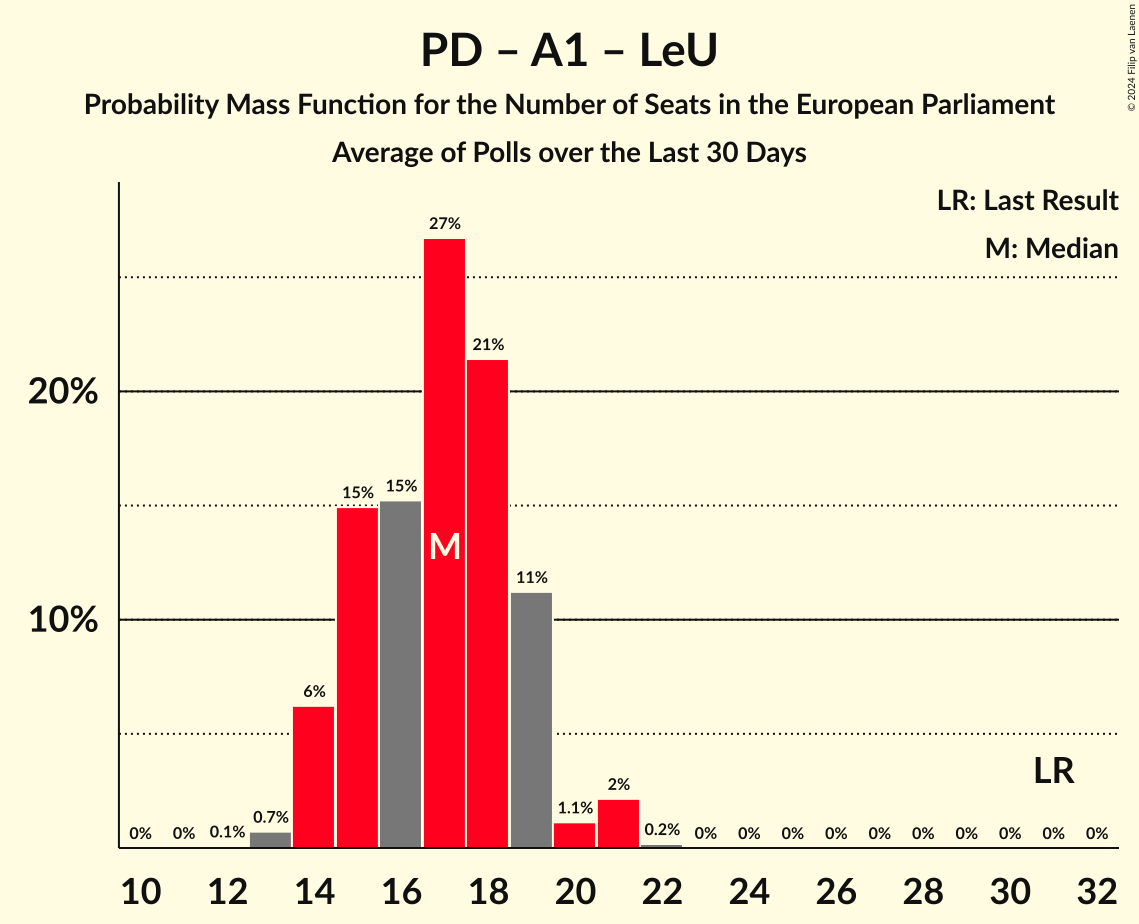 PD – A1 – LeU
Probability Mass Function for the Number of Seats in the European Parliament
Average of Polls over the Last 30 Days
© 2024 Filip van Laenen
LR: Last Result
M: Median
27%
21%
20%
15%
15%
M
11%
10%
6%
LR
2%
1.1%
0.7%
0% 0% 0.1% 0.2% 0% 0% 0% 0% 0% 0% 0% 0% 0% 0%
10 12 14 16 18 20 22 24 26 28 30 32